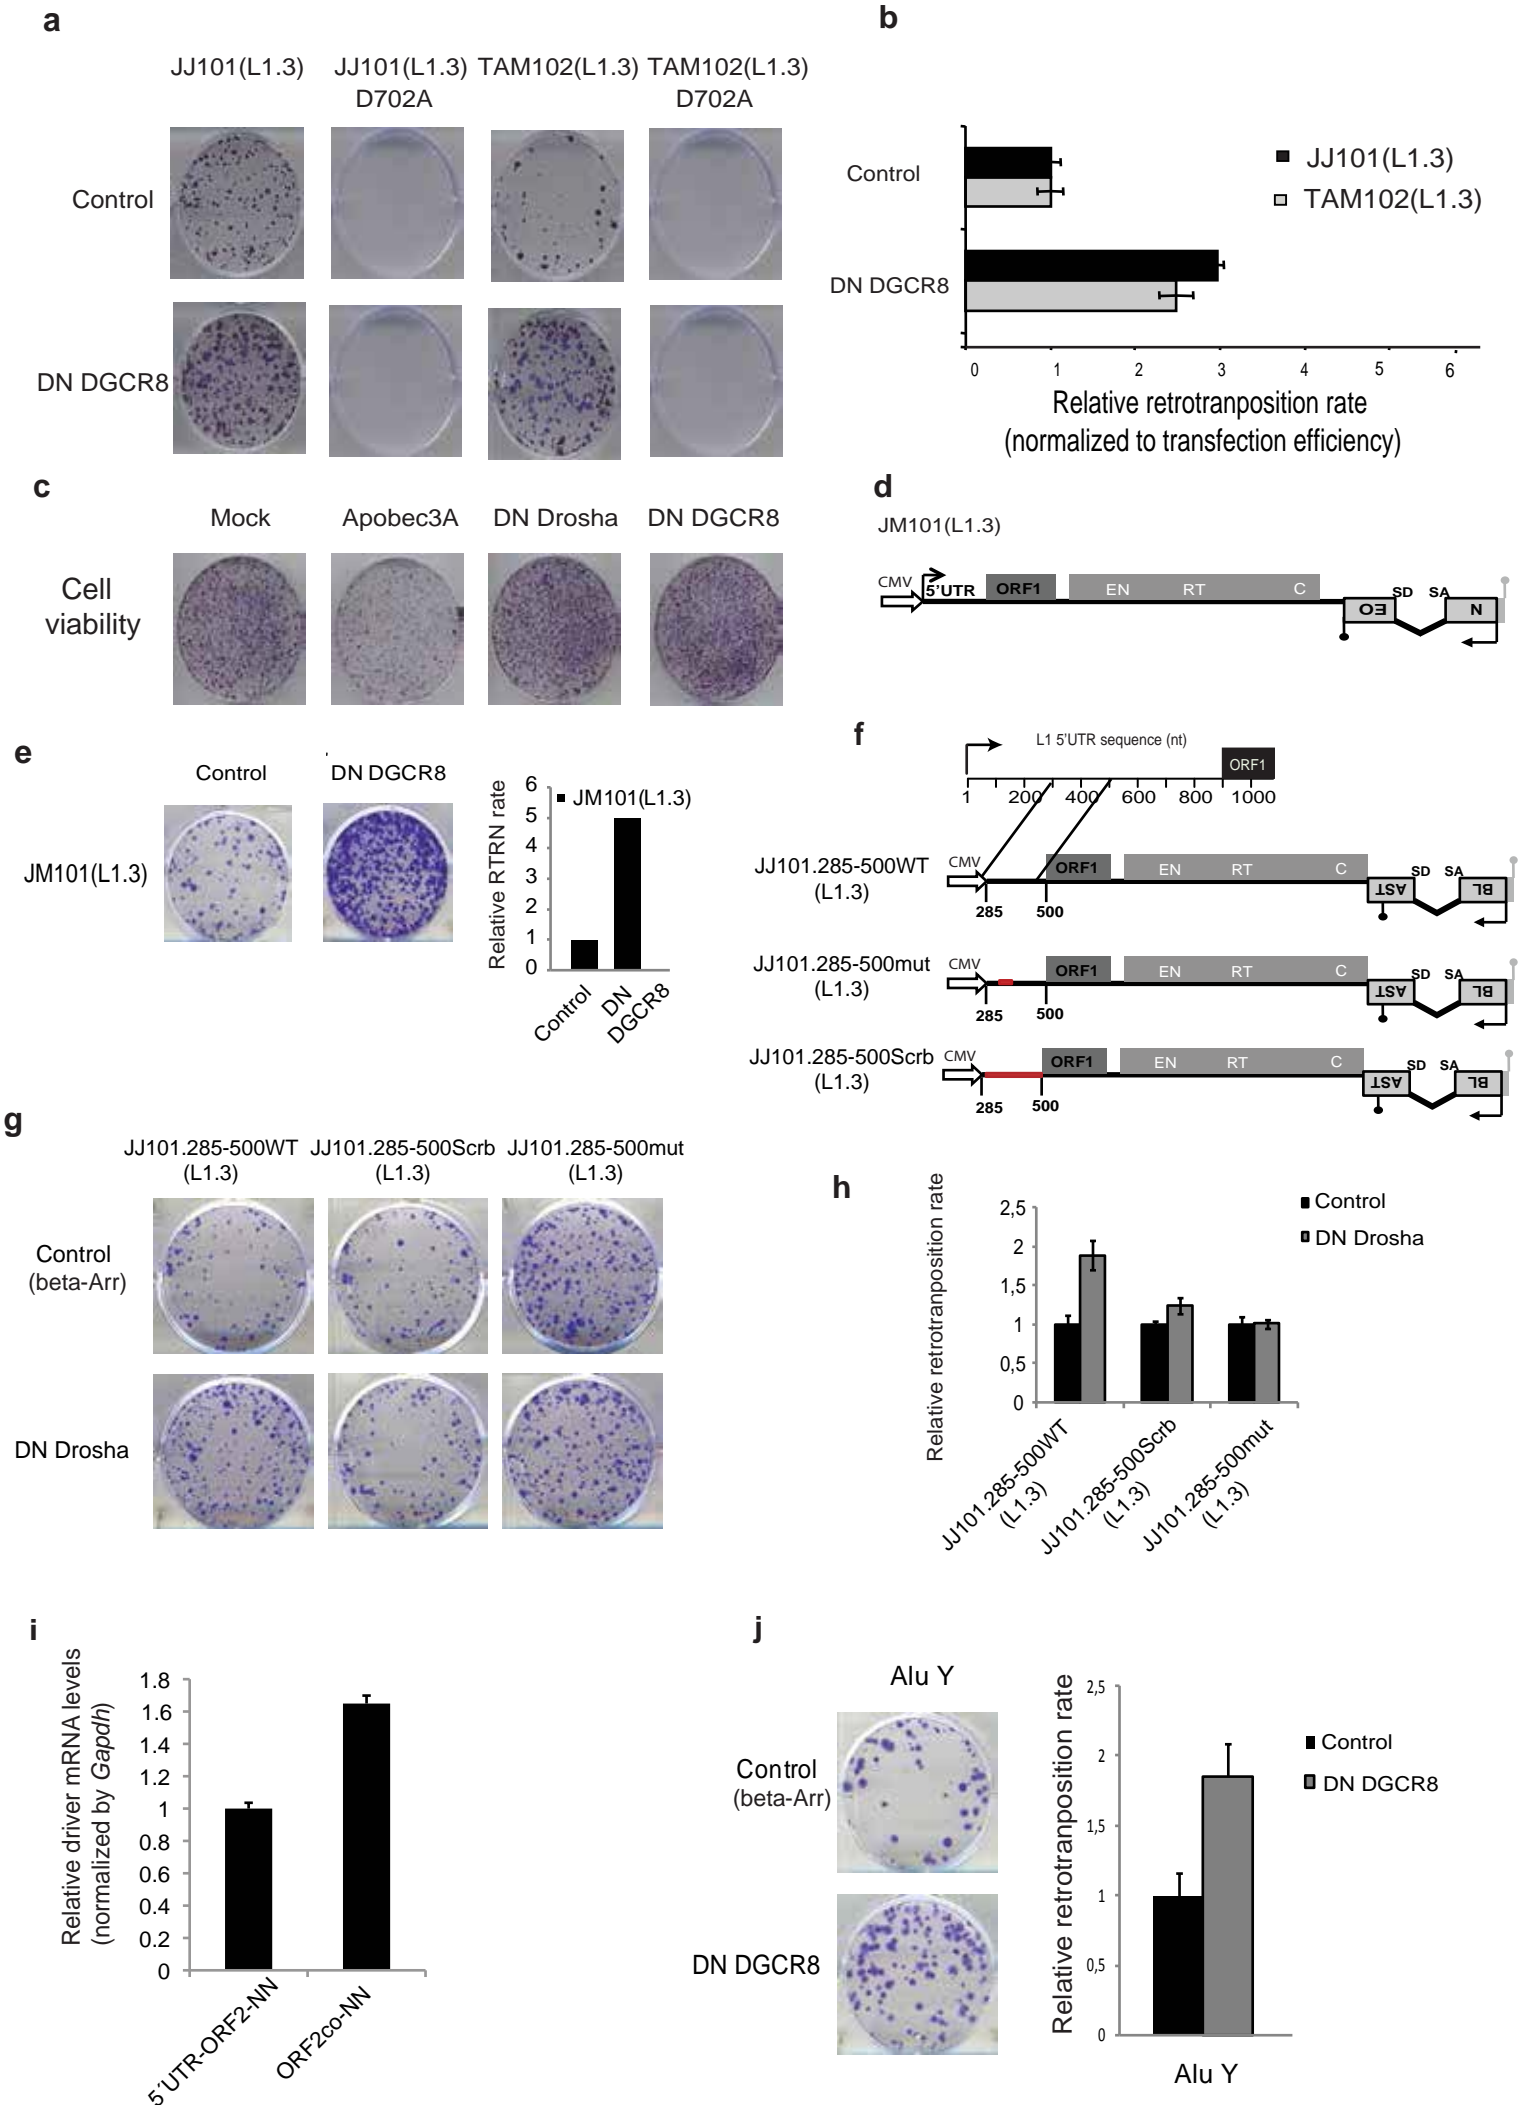 a
JJ101(L1.3)
JJ101(L1.3)
D702A
TAM102(L1.3)
TAM102(L1.3)
D702A
Control
DN DGCR8
b
Control
DN DGCR8
JJ101(L1.3)
TAM102(L1.3)
0 1 2 3 4 5 6
Relative retrotranposition rate
(normalized to transfection efficiency)
c
Mock
Apobec3A
DN Drosha
DN DGCR8
Cell
viability
d
JM101(L1.3)
CMV
5'UTR
ORF1
EN
RT
C
EO
SD
SA
N
e
Control
DN DGCR8
JM101(L1.3)
Relative RTRN rate
6
5
4
3
2
1
0
JM101(L1.3)
Control
DN
DGCR8
f
L1 5'UTR sequence (nt)
ORF1
1 200 400 600 800 1000
JJ101.285-500WT
(L1.3)
CMV
ORF1
EN
RT
C
SD
SA
AST
BL
285
500
JJ101.285-500mut
(L1.3)
CMV
ORF1
EN
RT
C
SD
SA
AST
BL
285
500
JJ101.285-500Scrb
(L1.3)
CMV
ORF1
EN
RT
C
SD
SA
AST
BL
285
500
g
JJ101.285-500WT
(L1.3)
JJ101.285-500Scrb
(L1.3)
JJ101.285-500mut
(L1.3)
Control
(beta-Arr)
DN Drosha
h
Relative retrotranposition rate
2,5
2
1,5
1
0,5
0
Control
DN Drosha
JJ101.285-500WT
(L1.3)
JJ101.285-500Scrb
(L1.3)
JJ101.285-500mut
(L1.3)
i
Relative driver mRNA levels
(normalized by Gapdh)
1.8
1.6
1.4
1.2
1
0.8
0.6
0.4
0.2
0
5´UTR-ORF2-NN
ORF2co-NN
j
Alu Y
Control
(beta-Arr)
DN DGCR8
Relative retrotranposition rate
2,5
2
1,5
1
0,5
0
Control
DN DGCR8
Alu Y